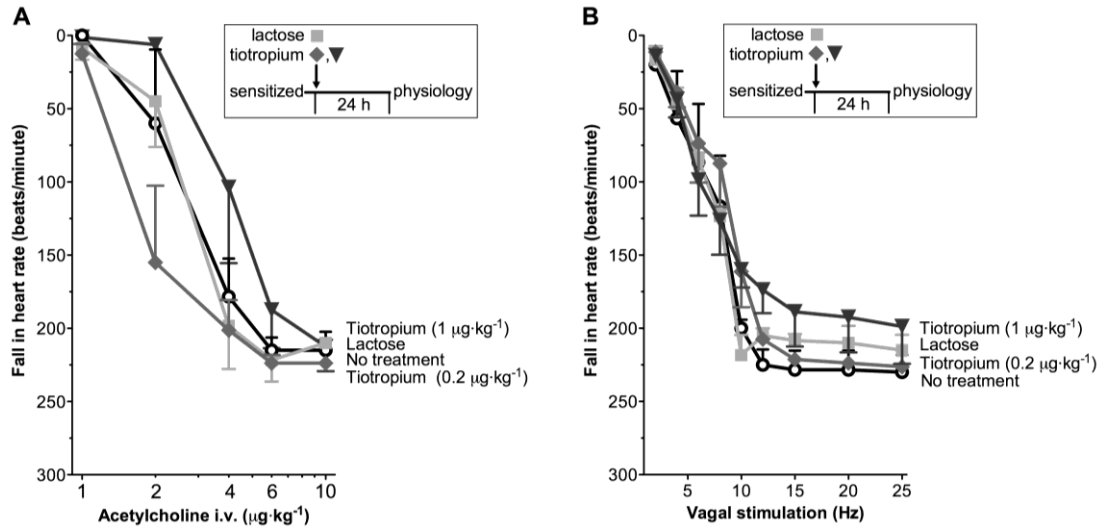 A
lactose
tiotropium ,
sensitized physiology
24 h
0
50
100
150
200
250
300
Fall in heart rate (beats/minute)
Tiotropium (1 μg·kg⁻¹)
Lactose
No treatment
Tiotropium (0.2 μg·kg⁻¹)
1 2 4 6 10
Acetylcholine i.v. (μg·kg⁻¹)
B
lactose
tiotropium ,
sensitized physiology
24 h
0
50
100
150
200
250
300
Fall in heart rate (beats/minute)
Tiotropium (1 μg·kg⁻¹)
Lactose
Tiotropium (0.2 μg·kg⁻¹)
No treatment
5 10 15 20 25
Vagal stimulation (Hz)